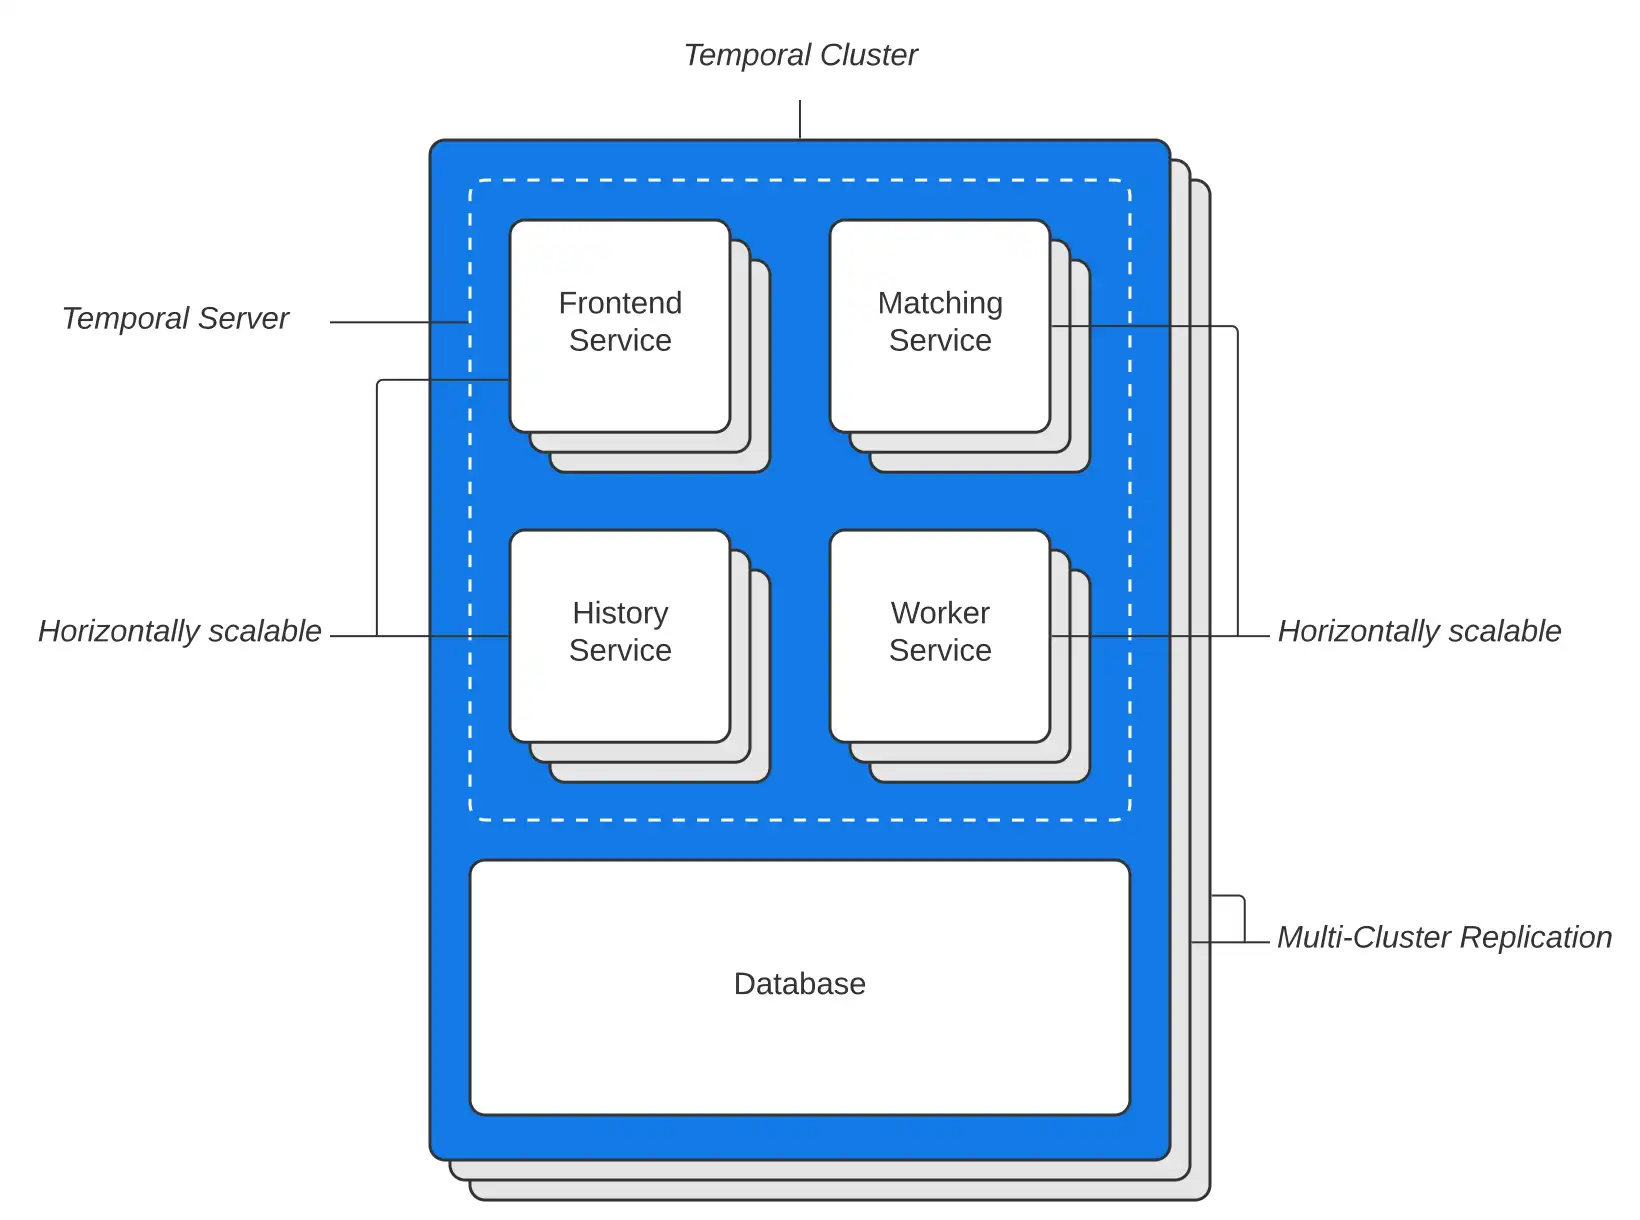 Temporal Cluster
Temporal Server
Frontend
Service
Matching
Service
Horizontally scalable
History
Service
Worker
Service
Horizontally scalable
Multi-Cluster Replication
Database